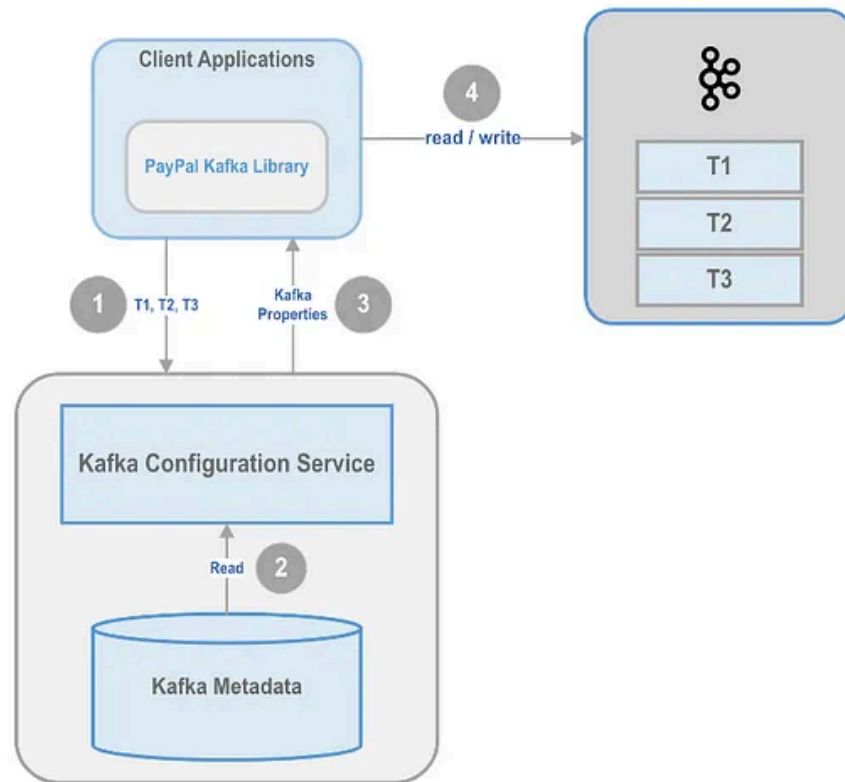 Client Applications
PayPal Kafka Library
4
read / write
T1
T2
T3
1
T1, T2, T3
Kafka
Properties
3
Kafka Configuration Service
Read
2
Kafka Metadata